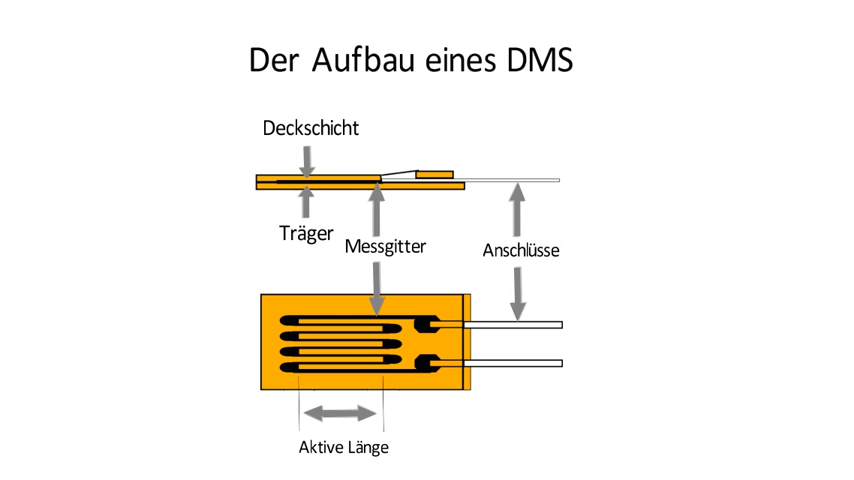 Der Aufbau eines DMS
Deckschicht
Träger
Messgitter
Anschlüsse
Aktive Länge